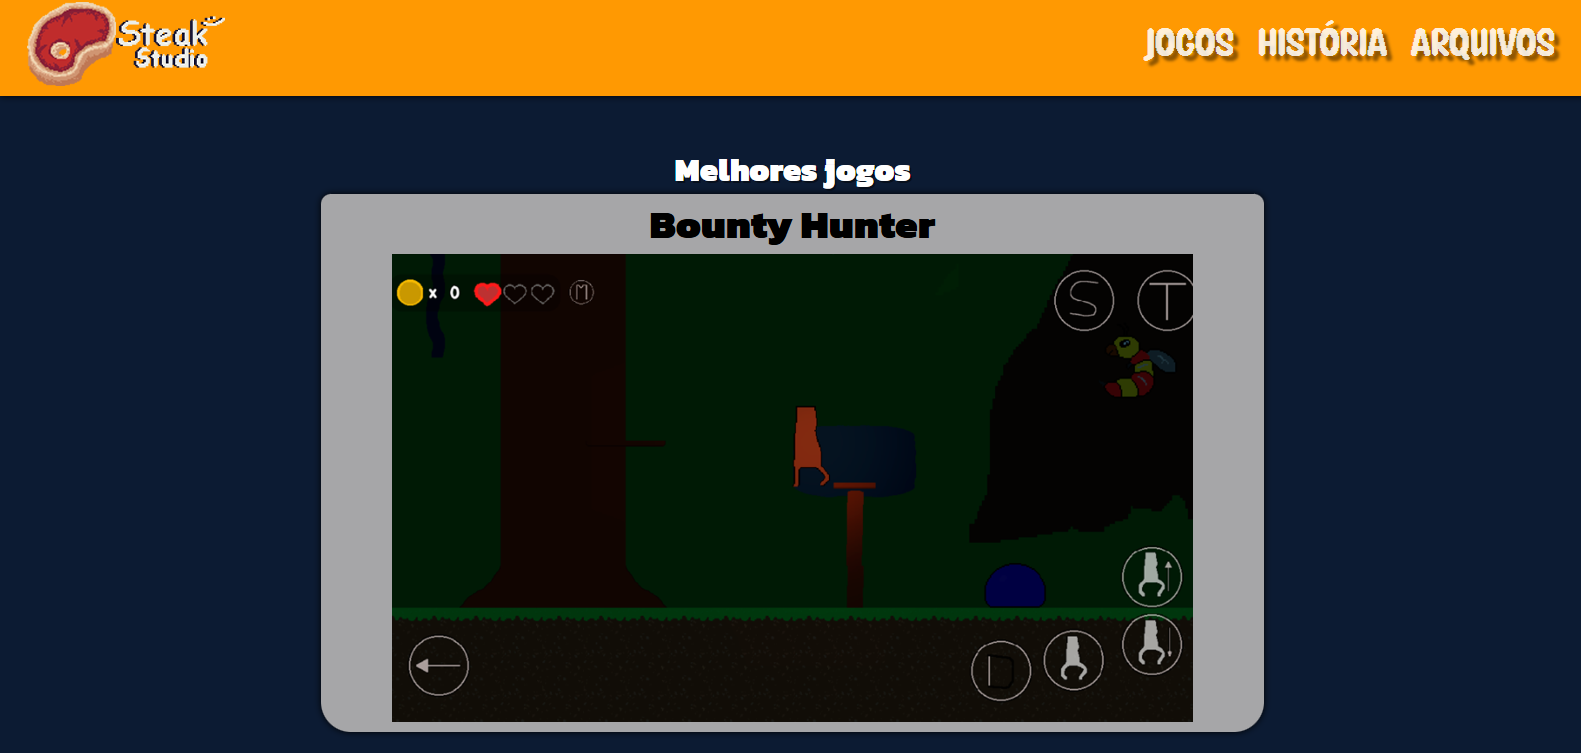 Steak
Studio
JOGOS HISTÓRIA ARQUIVOS
Melhores jogos
Bounty Hunter
x 0 M
S T
D